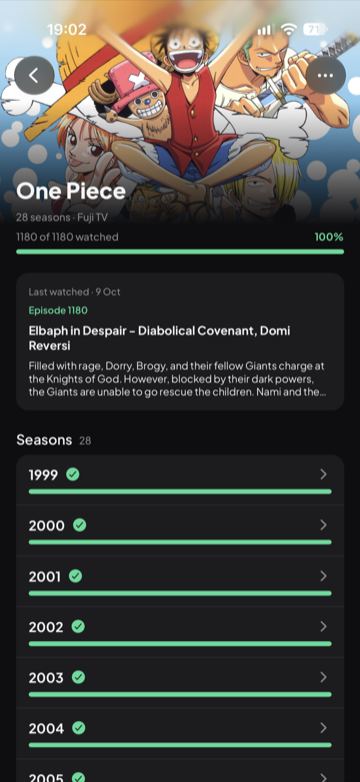 19:02
71
One Piece
28 seasons · Fuji TV
1180 of 1180 watched
100%
Last watched · 9 Oct
Episode 1180
Elbaph in Despair – Diabolical Covenant, Domi
Reversi
Filled with rage, Dorry, Brogy, and their fellow Giants charge at
the Knights of God. However, blocked by their dark powers,
the Giants are unable to go rescue the children. Nami and the...
Seasons 28
1999
2000
2001
2002
2003
2004
2005